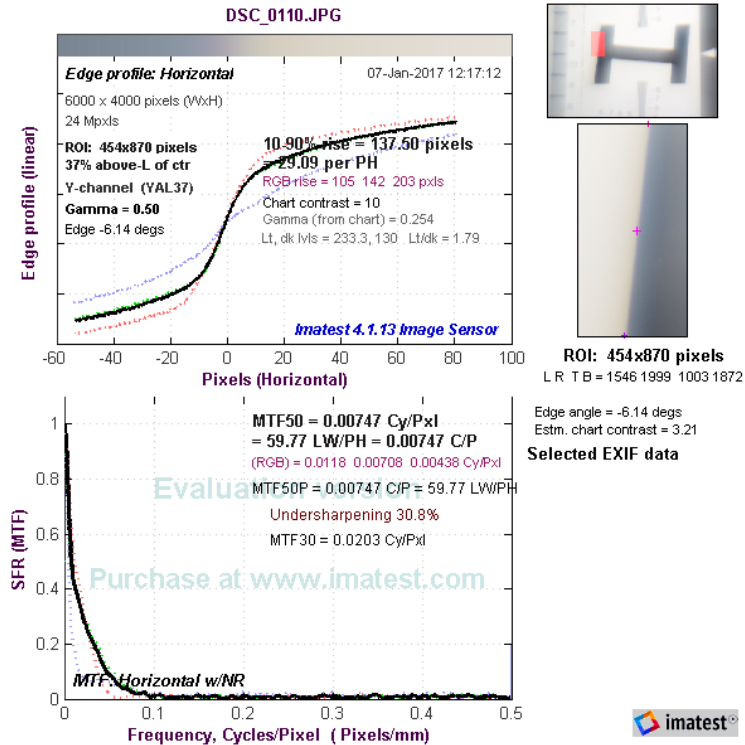 DSC_0110.JPG
Edge profile: Horizontal
07-Jan-2017 12:17:12
6000 x 4000 pixels (WxH)
24 Mpxls
ROI: 454x870 pixels
37% above-L of ctr
Y-channel (YAL37)
Gamma = 0.50
Edge -6.14 degs
10-90% rise = 137.50 pixels
= 29.09 per PH
RGB rise = 105 142 203 pxls
Chart contrast = 10
Gamma (from chart) = 0.254
Lt, dk lvls = 233.3, 130 Lt/dk = 1.79
Imatest 4.1.13 Image Sensor
Edge profile (linear)
-60 -40 -20 0 20 40 60 80 100
Pixels (Horizontal)
ROI: 454x870 pixels
L R T B = 1546 1999 1003 1872
Edge angle = -6.14 degs
Estm. chart contrast = 3.21
Selected EXIF data
MTF50 = 0.00747 Cy/Pxl
= 59.77 LW/PH = 0.00747 C/P
(RGB) = 0.0118 0.00708 0.00438 Cy/Pxl
Evaluation version
MTF50P = 0.00747 C/P = 59.77 LW/PH
Undersharpening 30.8%
MTF30 = 0.0203 Cy/Pxl
Purchase at www.imatest.com
MTF: Horizontal w/NR
SFR (MTF)
1
0.8
0.6
0.4
0.2
0
0 0.1 0.2 0.3 0.4 0.5
Frequency, Cycles/Pixel ( Pixels/mm)
imatest®